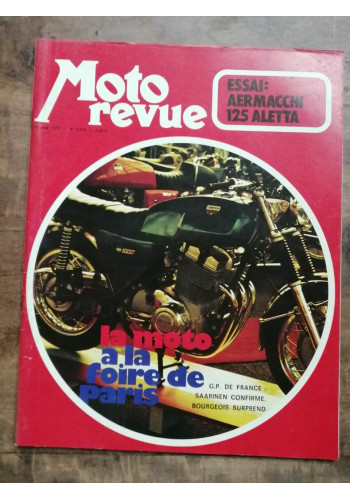 Moto
revue
ESSAI:
AERMACCHI
125 ALETTA
la moto
a la
foire de
Paris
G.P. DE FRANCE
SAARINEN CONFIRME,
BOURGEOIS SURPREND